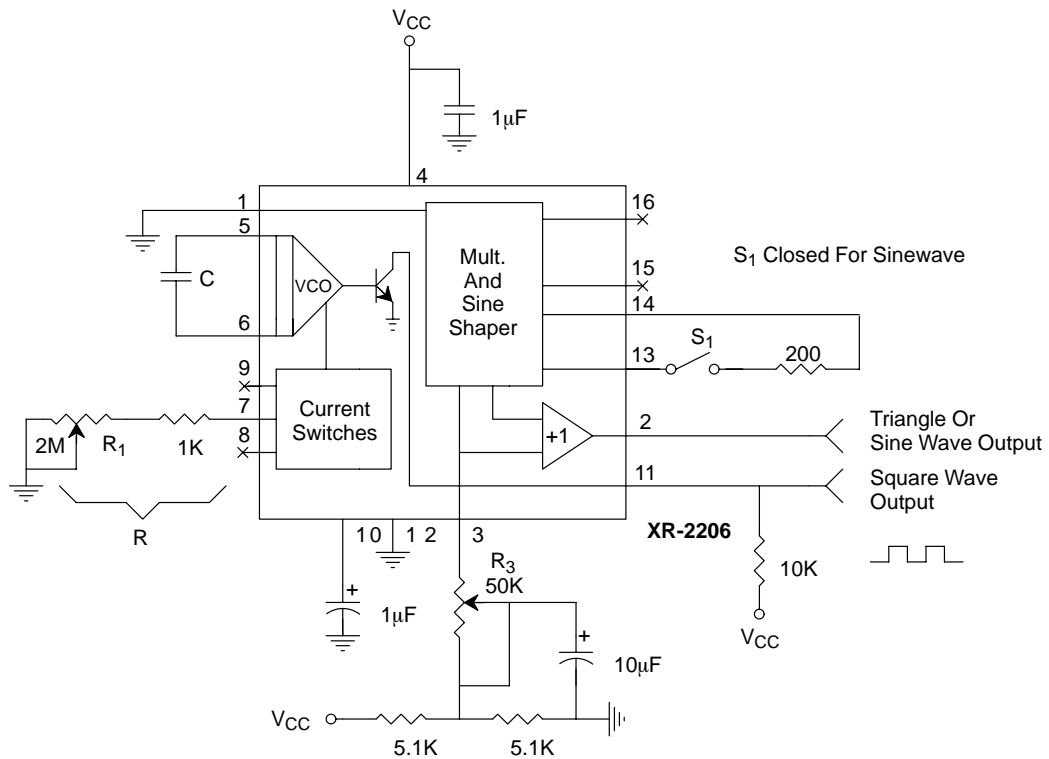 VCC
1μF
4
1
16
5
Mult.
And
Sine
Shaper
S1 Closed For Sinewave
VCO
C
15
14
6
S1
13
200
9
7
Current
Switches
2M
R1
1K
8
+1
2
Triangle Or
Sine Wave Output
11
Square Wave
Output
R
10
12
3
XR-2206
R3
50K
10K
+
1μF
+
10μF
VCC
VCC
5.1K
5.1K